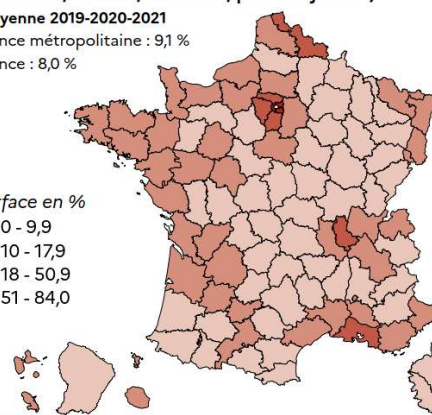 yenne 2019-2020-2021
nce métropolitaine : 9,1 %
nce : 8,0 %
rface en %
0 - 9,9
10 - 17,9
18 - 50,9
51 - 84,0